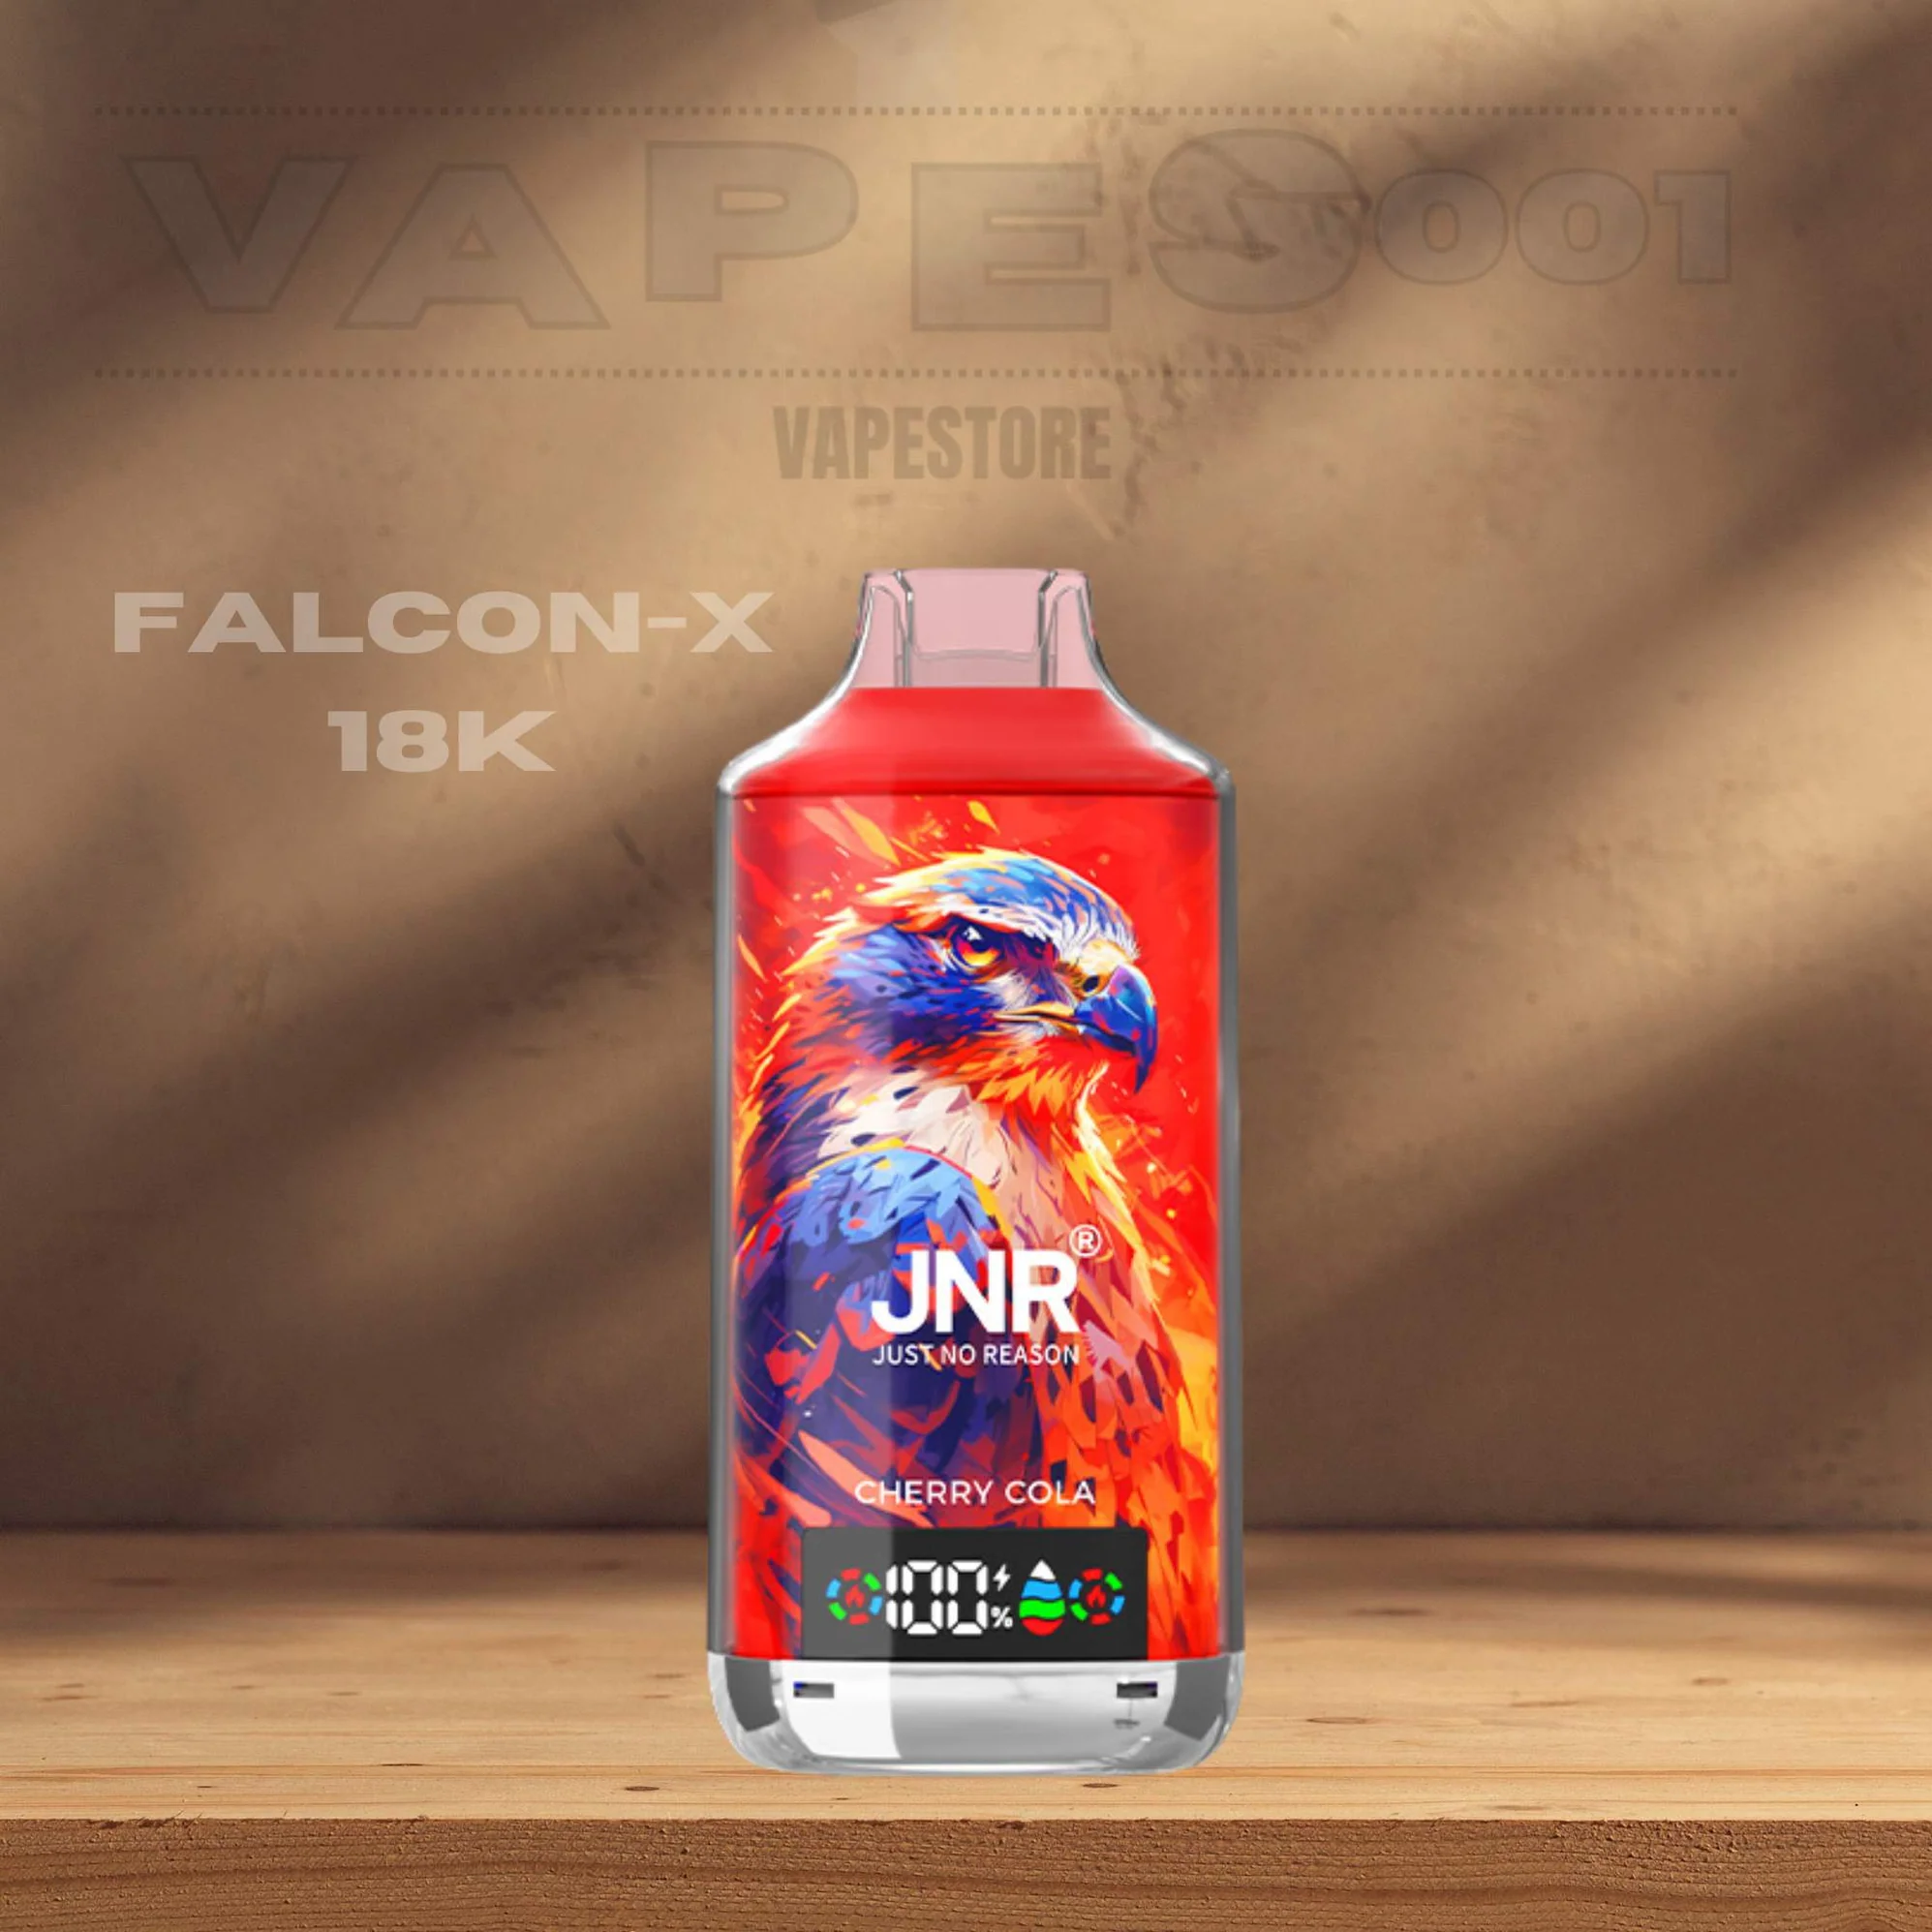 VAPES001
VAPESTORE
FALCON-X
18K
JNR®
JUST NO REASON
CHERRY COLA
100%